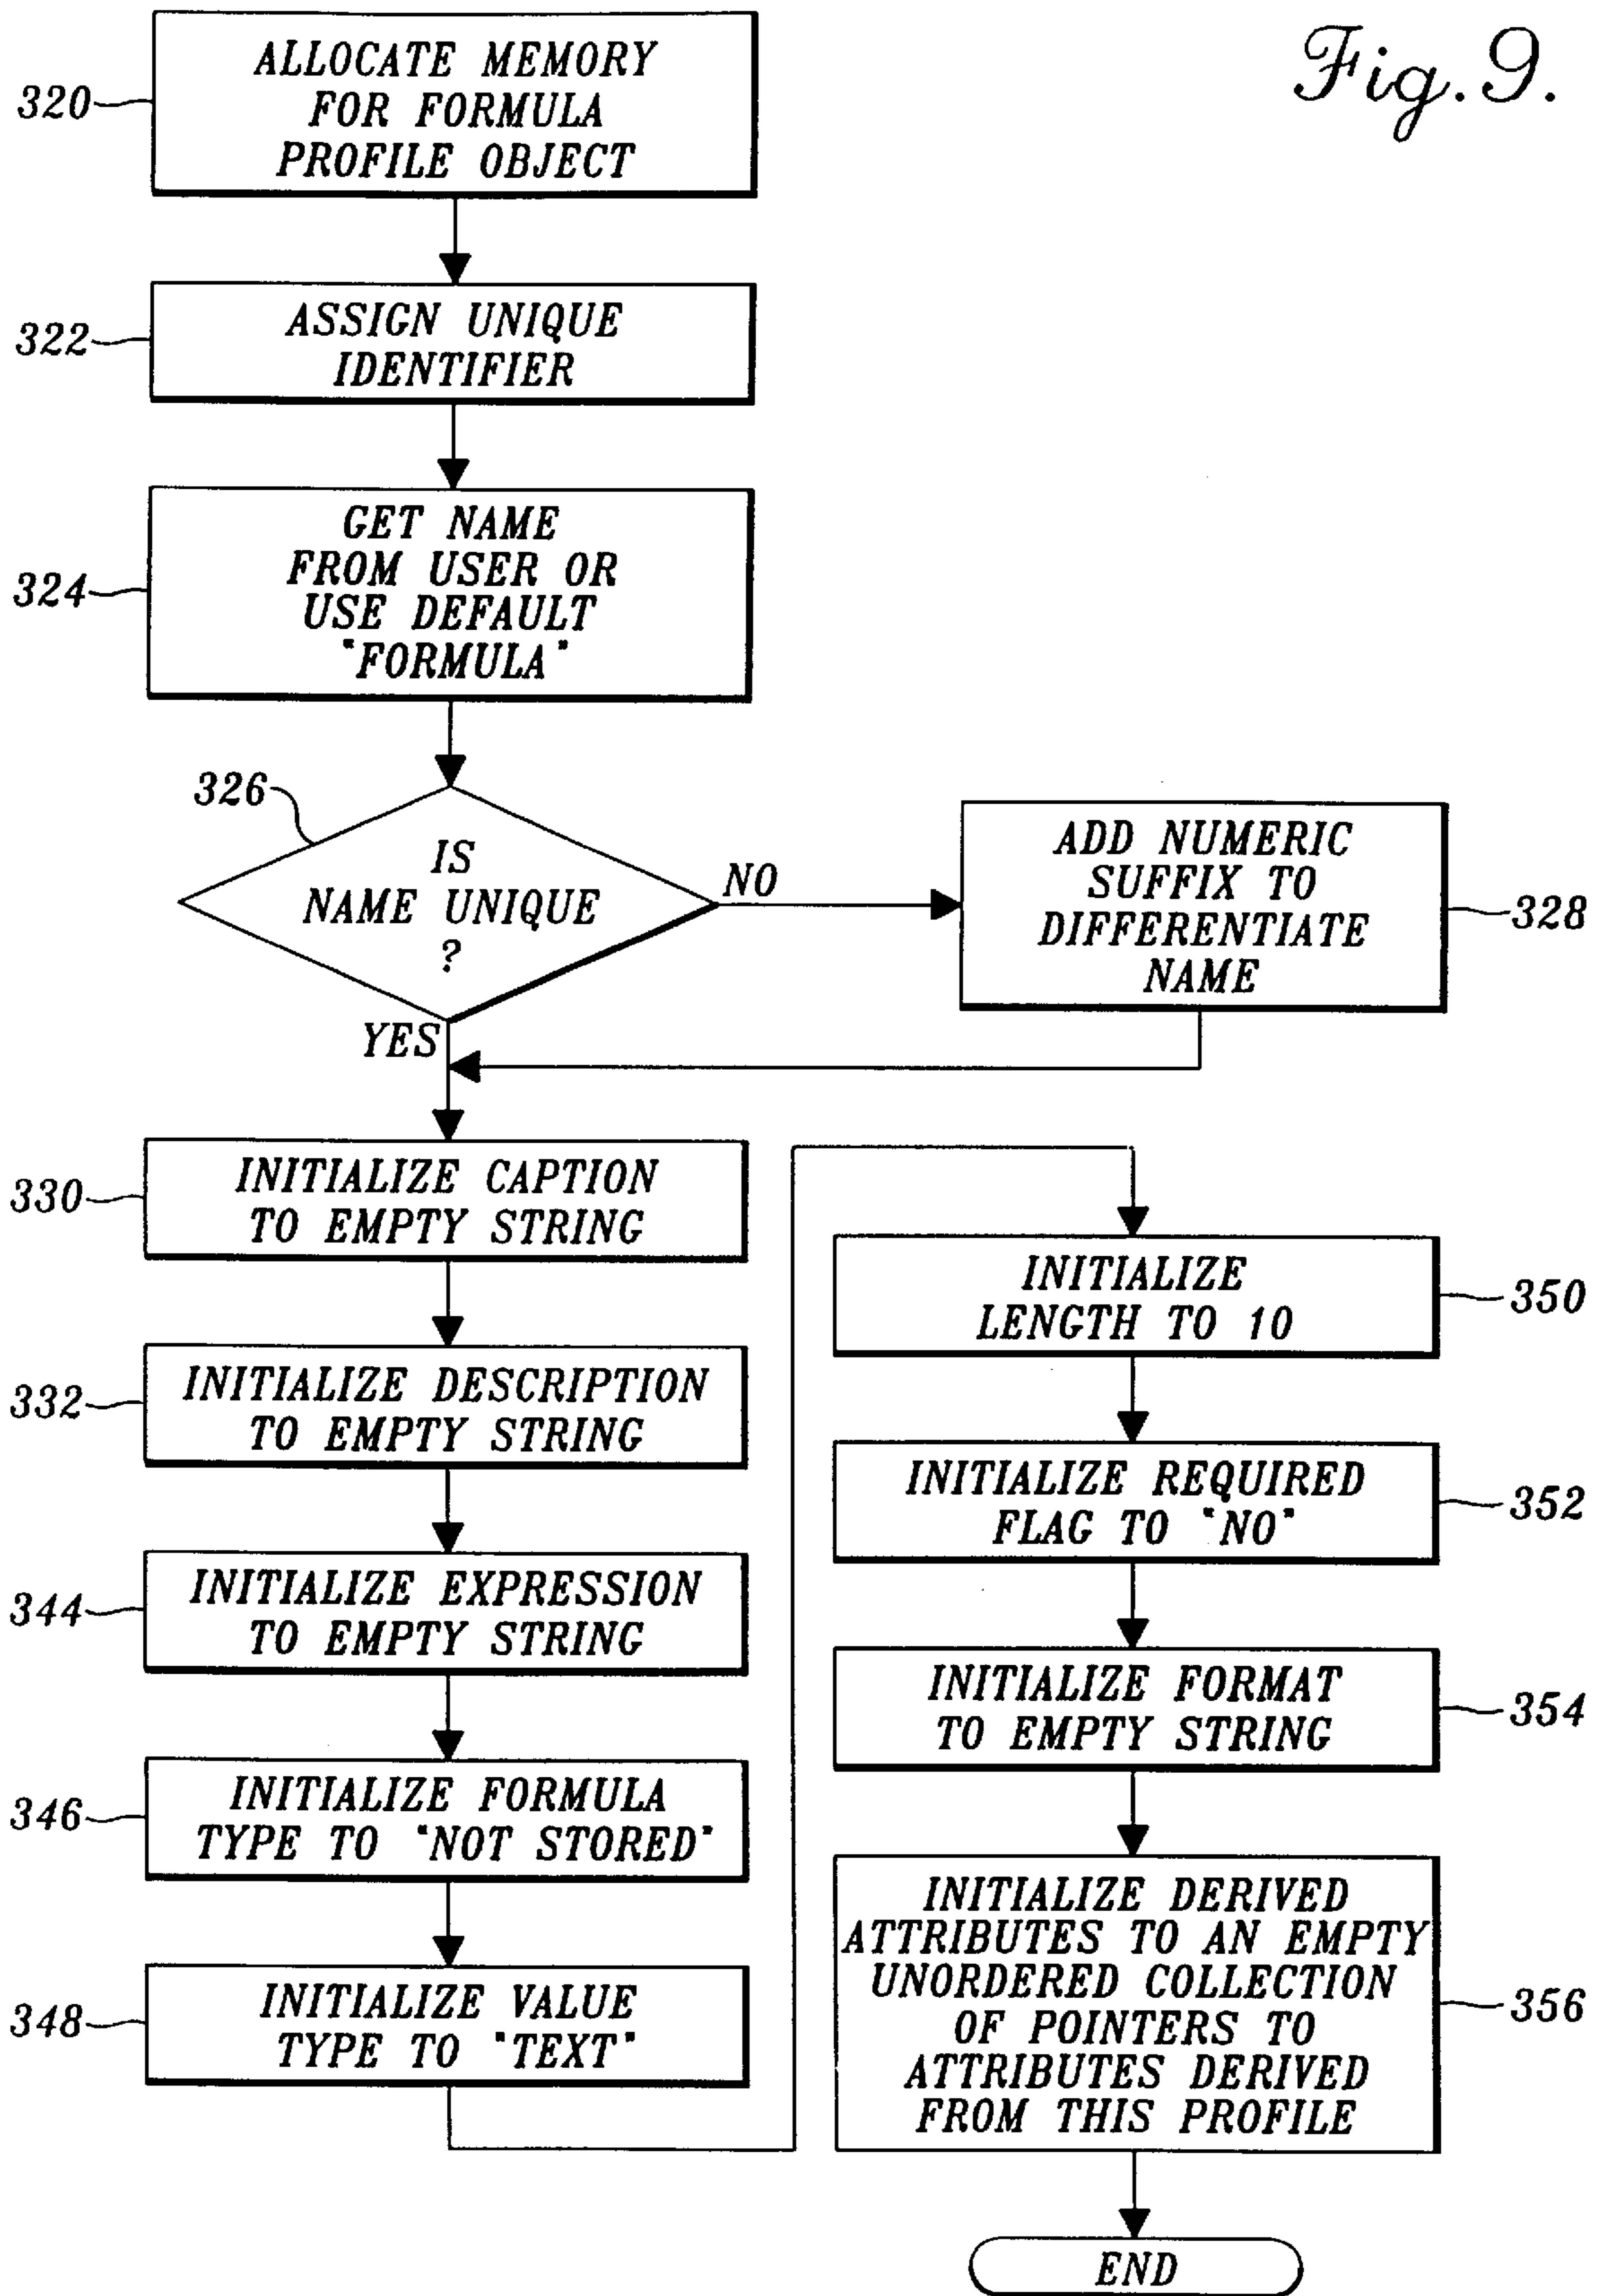 Fig. 9.
320
ALLOCATE MEMORY
FOR FORMULA
PROFILE OBJECT
322
ASSIGN UNIQUE
IDENTIFIER
324
GET NAME
FROM USER OR
USE DEFAULT
"FORMULA"
326
IS
NAME UNIQUE
?
NO
YES
ADD NUMERIC
SUFFIX TO
DIFFERENTIATE
NAME
328
330
INITIALIZE CAPTION
TO EMPTY STRING
332
INITIALIZE DESCRIPTION
TO EMPTY STRING
344
INITIALIZE EXPRESSION
TO EMPTY STRING
346
INITIALIZE FORMULA
TYPE TO "NOT STORED"
348
INITIALIZE VALUE
TYPE TO "TEXT"
INITIALIZE
LENGTH TO 10
350
INITIALIZE REQUIRED
FLAG TO "NO"
352
INITIALIZE FORMAT
TO EMPTY STRING
354
INITIALIZE DERIVED
ATTRIBUTES TO AN EMPTY
UNORDERED COLLECTION
OF POINTERS TO
ATTRIBUTES DERIVED
FROM THIS PROFILE
356
END